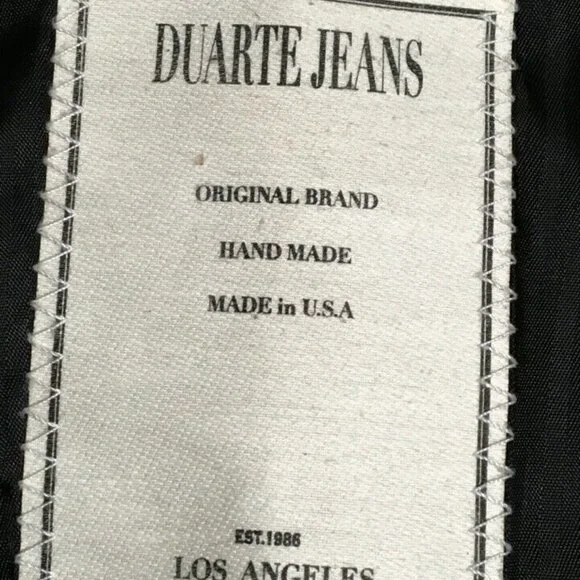 DUARTE JEANS
ORIGINAL BRAND
HAND MADE
MADE in U.S.A
EST.1986
LOS ANGELES